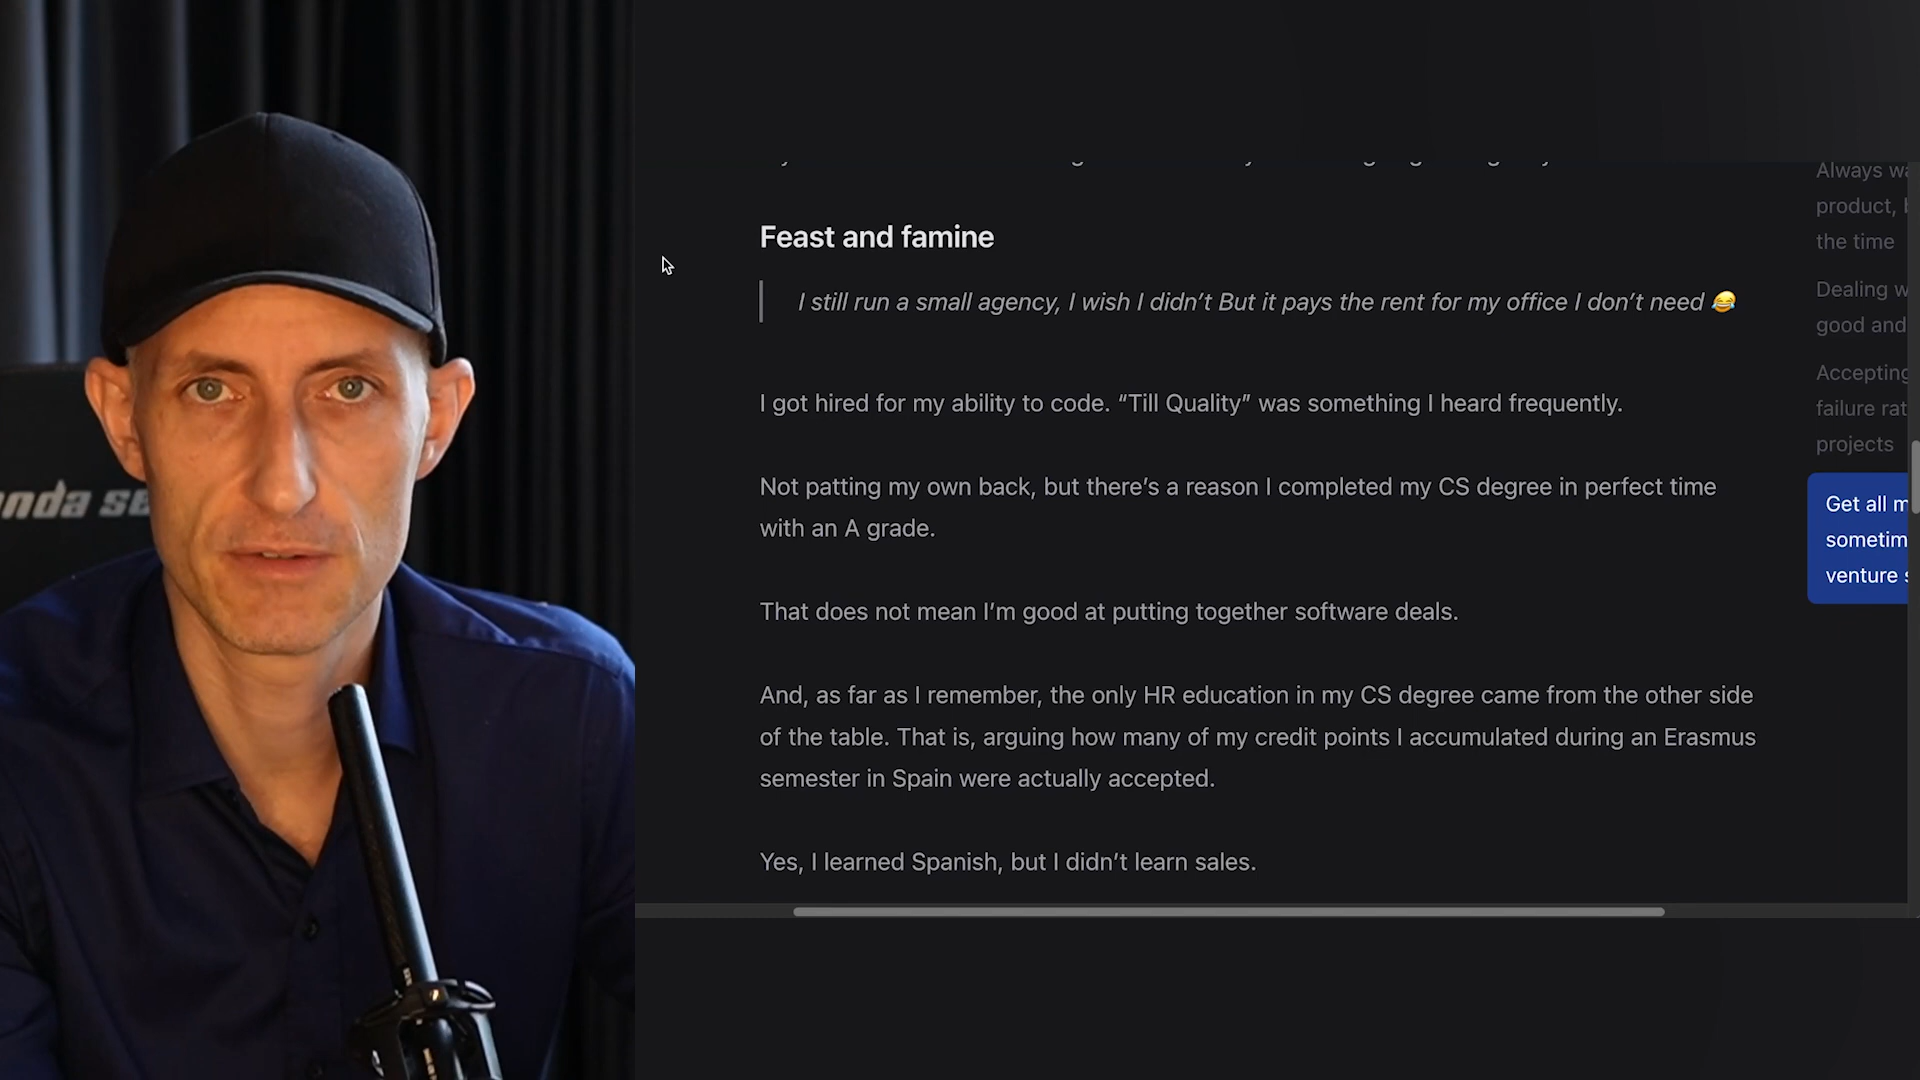 Feast and famine
I still run a small agency, I wish I didn’t But it pays the rent for my office I don’t need 😂
I got hired for my ability to code. “Till Quality” was something I heard frequently.
Not patting my own back, but there’s a reason I completed my CS degree in perfect time
with an A grade.
That does not mean I’m good at putting together software deals.
And, as far as I remember, the only HR education in my CS degree came from the other side
of the table. That is, arguing how many of my credit points I accumulated during an Erasmus
semester in Spain were actually accepted.
Yes, I learned Spanish, but I didn’t learn sales.
Always
product,
the time
Dealing
good and
Accepting
failure
projects
Get all
venture